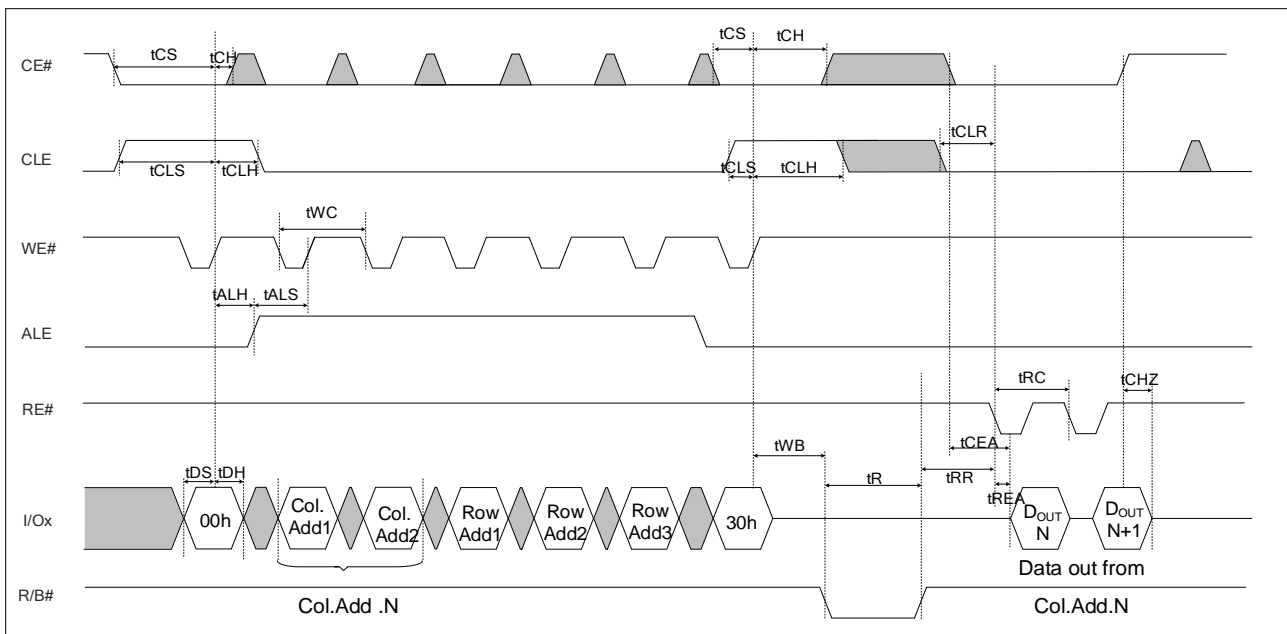 tCS
tCH
tCS
tCH
CE#
tCLR
CLE
tCLS
tCLH
tCLS
tCLH
tWC
WE#
tALH
tALS
ALE
tRC
tCHZ
RE#
tCEA
tWB
tDS
tDH
tR
tRR
tREA
I/Ox
00h
Col.
Add1
Col.
Add2
Row
Add1
Row
Add2
Row
Add3
30h
DOUT
N
DOUT
N+1
Data out from
R/B#
Col.Add .N
Col.Add.N